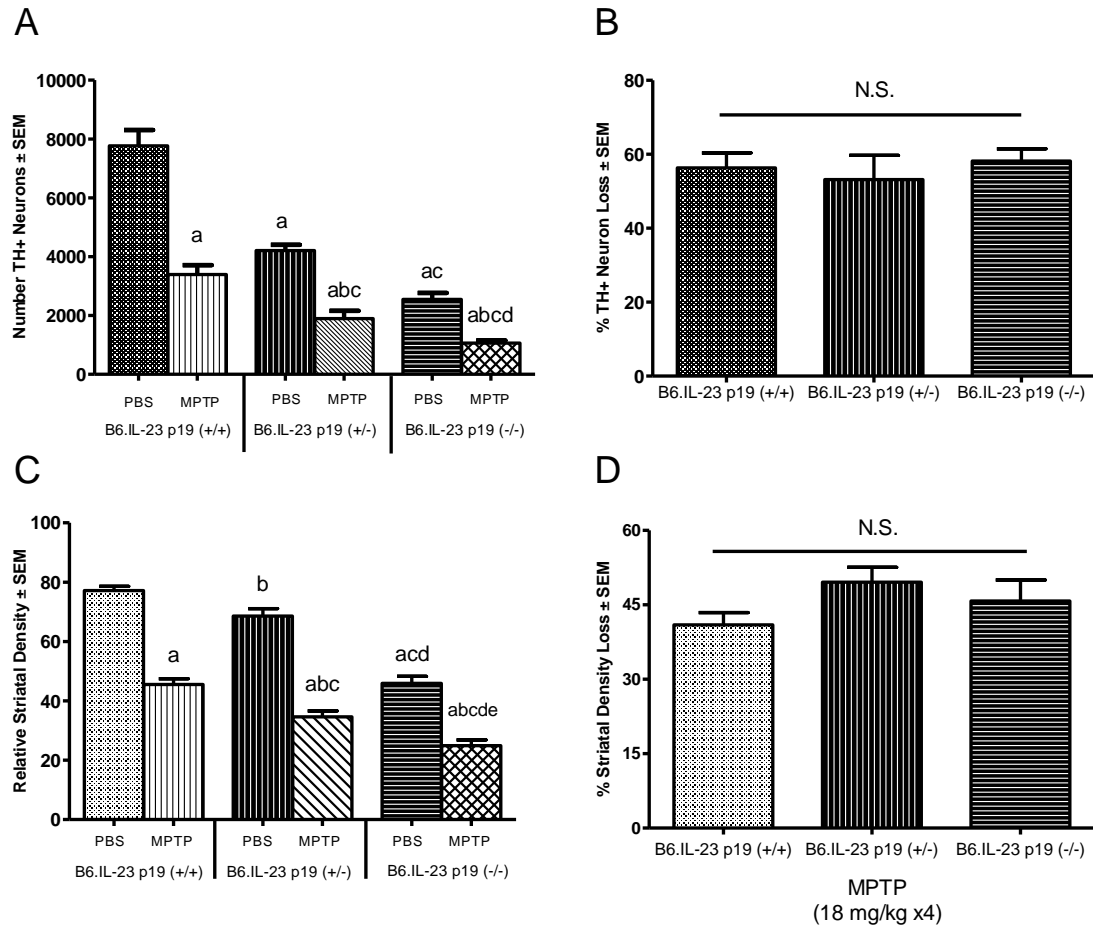 A
Number TH+ Neurons ± SEM
10000
8000
6000
4000
2000
0
a
a
abc
ac
abcd
PBS MPTP PBS MPTP PBS MPTP
B6.IL-23 p19 (+/+) B6.IL-23 p19 (+/-) B6.IL-23 p19 (-/-)
B
% TH+ Neuron Loss ± SEM
80
60
40
20
0
N.S.
B6.IL-23 p19 (+/+) B6.IL-23 p19 (+/-) B6.IL-23 p19 (-/-)
C
Relative Striatal Density ± SEM
100
80
60
40
20
0
a
b
abc
acd
abcde
PBS MPTP PBS MPTP PBS MPTP
B6.IL-23 p19 (+/+) B6.IL-23 p19 (+/-) B6.IL-23 p19 (-/-)
D
% Striatal Density Loss ± SEM
60
45
30
15
0
N.S.
B6.IL-23 p19 (+/+) B6.IL-23 p19 (+/-) B6.IL-23 p19 (-/-)
MPTP
(18 mg/kg x4)